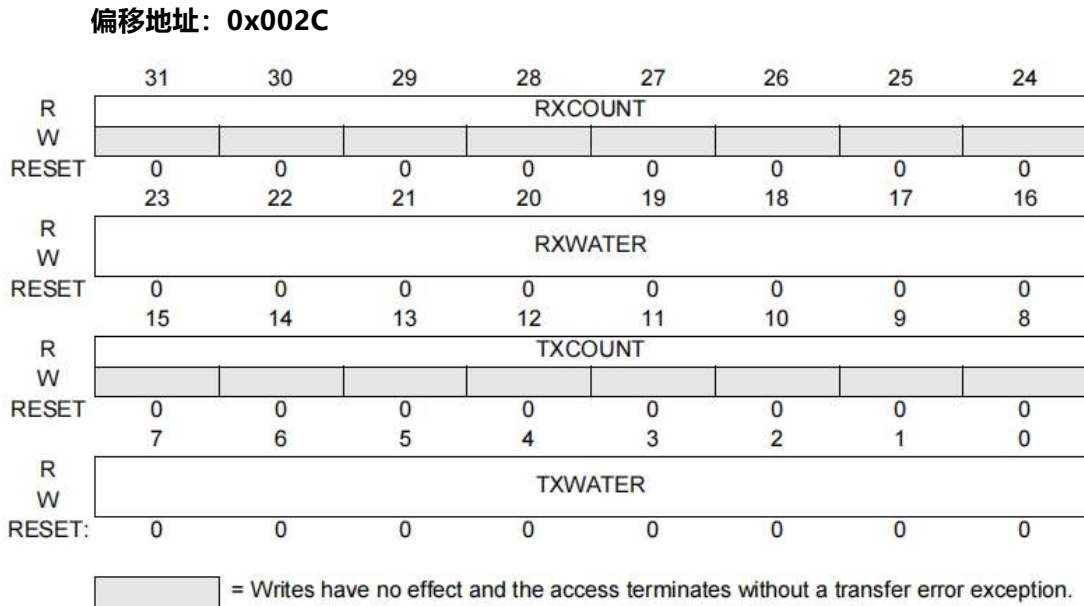 偏移地址：0x002C
31 30 29 28 27 26 25 24
R RXCOUNT
W
RESET 0 0 0 0 0 0 0 0
23 22 21 20 19 18 17 16
R
RXWATER
W
RESET 0 0 0 0 0 0 0 0
15 14 13 12 11 10 9 8
R TXCOUNT
W
RESET 0 0 0 0 0 0 0 0
7 6 5 4 3 2 1 0
R
TXWATER
W
RESET: 0 0 0 0 0 0 0 0
= Writes have no effect and the access terminates without a transfer error exception.